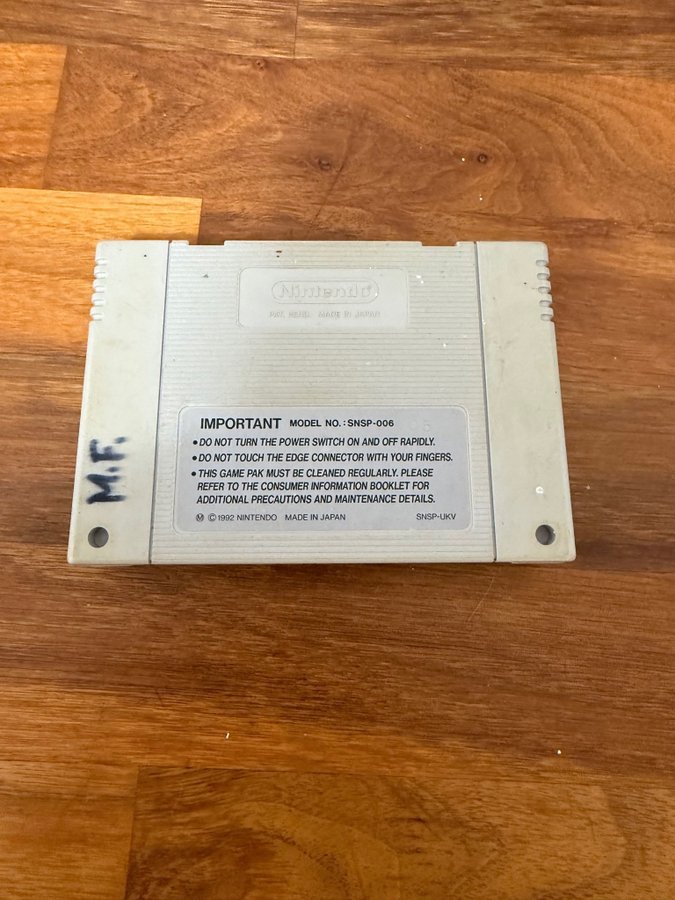 Nintendo®
PAT. PEND. MADE IN JAPAN
IMPORTANT MODEL NO.: SNSP-006
• DO NOT TURN THE POWER SWITCH ON AND OFF RAPIDLY.
• DO NOT TOUCH THE EDGE CONNECTOR WITH YOUR FINGERS.
• THIS GAME PAK MUST BE CLEANED REGULARLY. PLEASE
REFER TO THE CONSUMER INFORMATION BOOKLET FOR
ADDITIONAL PRECAUTIONS AND MAINTENANCE DETAILS.
Ⓜ © 1992 NINTENDO MADE IN JAPAN SNSP-UKV
M.F.